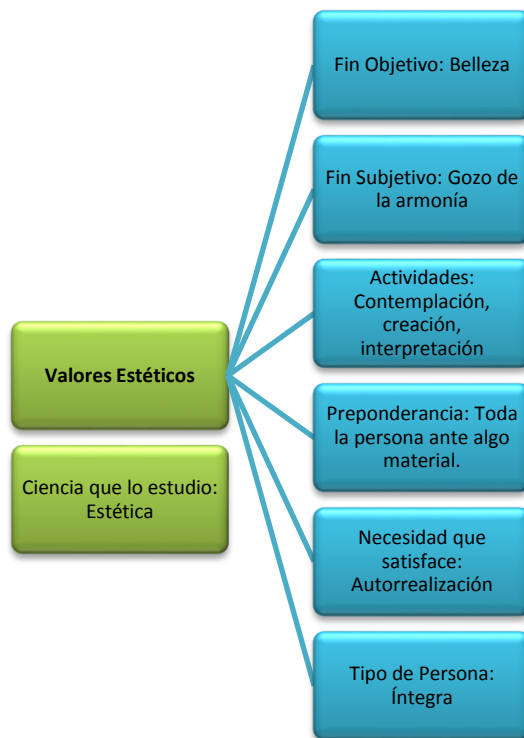 Valores Estéticos
Ciencia que lo estudio:
Estética
Fin Objetivo: Belleza
Fin Subjetivo: Gozo de
la armonía
Actividades:
Contemplación,
creación,
interpretación
Preponderancia: Toda
la persona ante algo
material.
Necesidad que
satisface:
Autorrealización
Tipo de Persona:
Íntegra